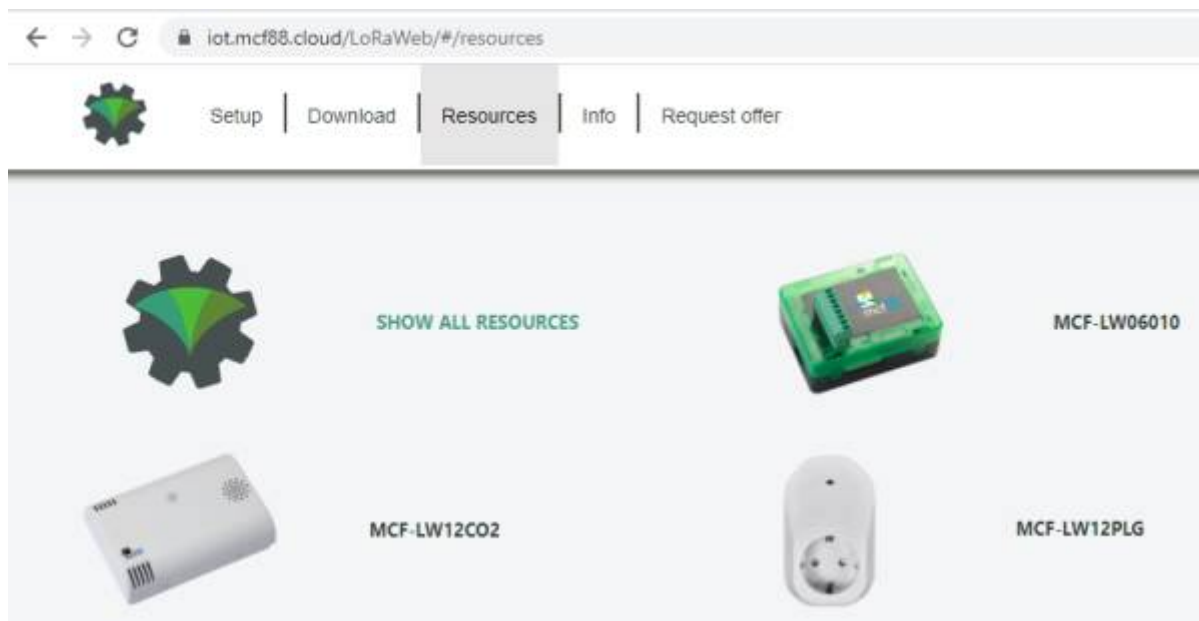 iot.mcf88.cloud/LoRaWeb/#/resources
Setup Download Resources Info Request offer
SHOW ALL RESOURCES
MCF-LW06010
MCF-LW12CO2
MCF-LW12PLG